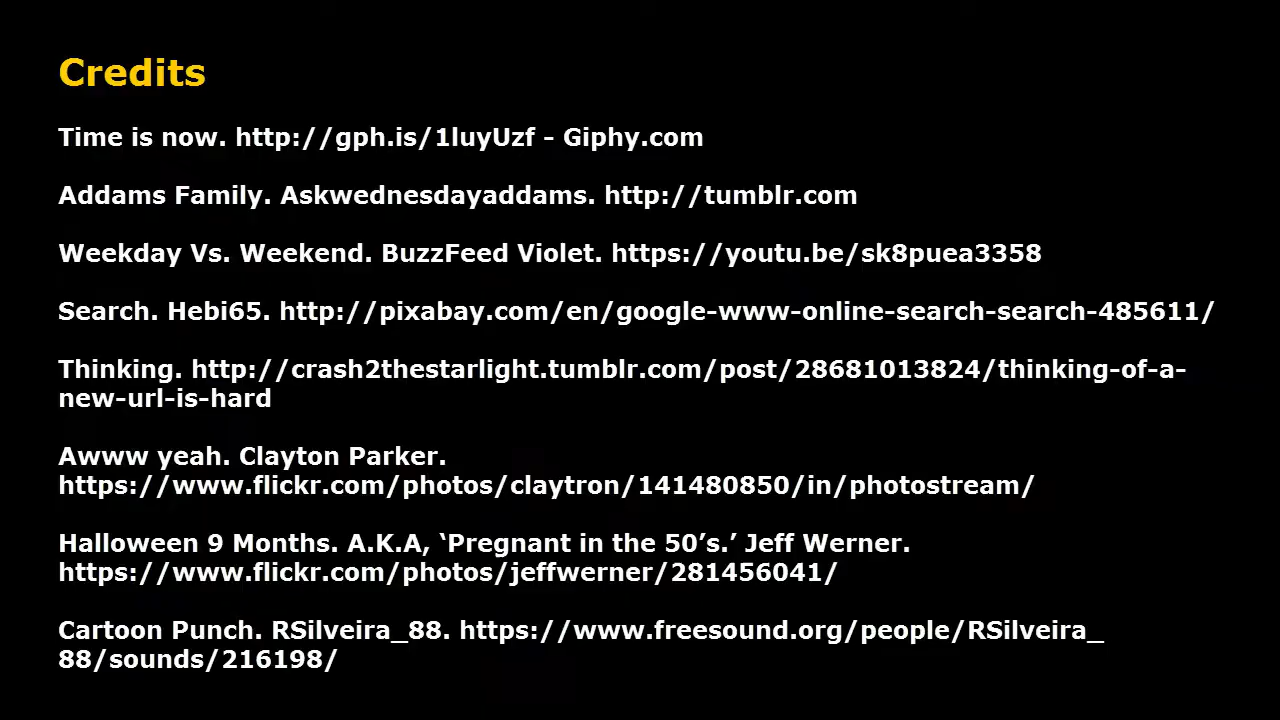 Credits
Time is now. http://gph.is/1luyUzf - Giphy.com
Addams Family. Askwednesdayaddams. http://tumblr.com
Weekday Vs. Weekend. BuzzFeed Violet. https://youtu.be/sk8puea3358
Search. Hebi65. http://pixabay.com/en/google-www-online-search-search-485611/
Thinking. http://crash2thestarlight.tumblr.com/post/28681013824/thinking-of-a-
new-url-is-hard
Awww yeah. Clayton Parker.
https://www.flickr.com/photos/claytron/141480850/in/photostream/
Halloween 9 Months. A.K.A, ‘Pregnant in the 50’s.’ Jeff Werner.
https://www.flickr.com/photos/jeffwerner/281456041/
Cartoon Punch. RSilveira_88. https://www.freesound.org/people/RSilveira_
88/sounds/216198/